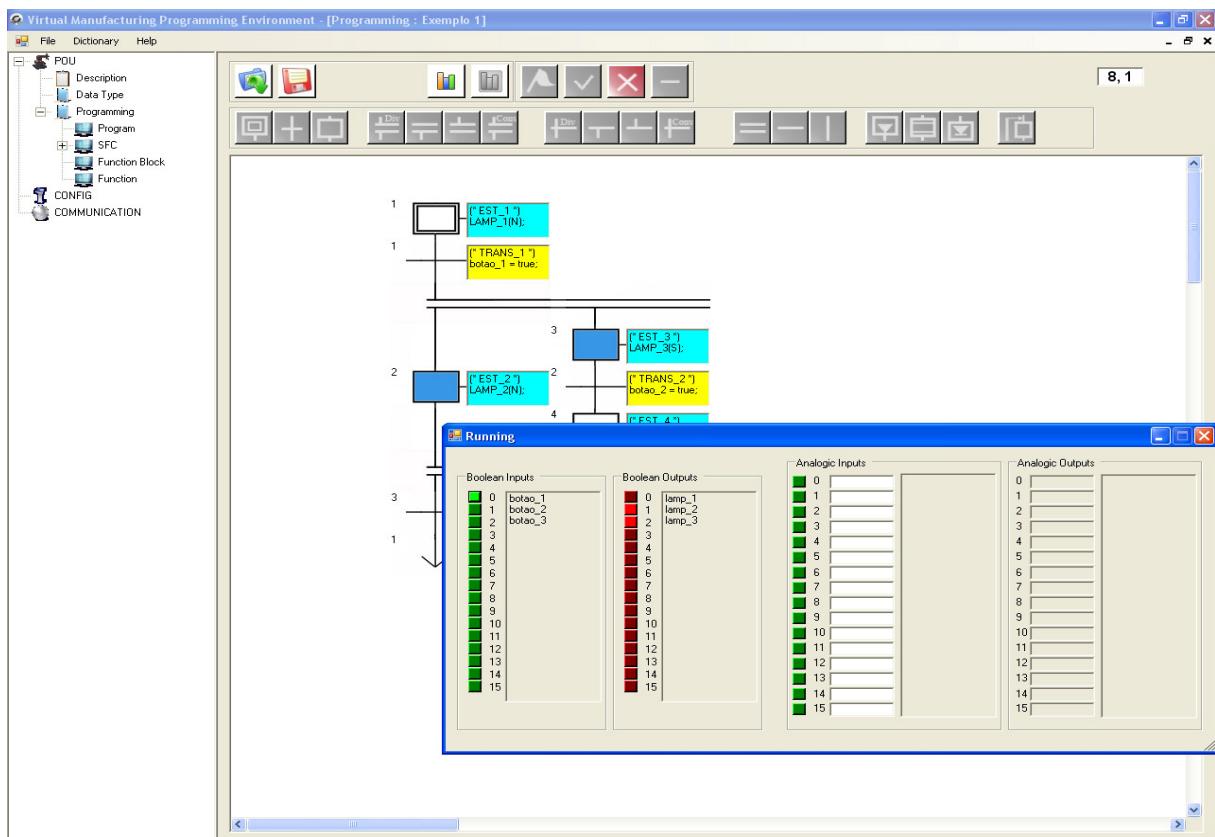 Virtual Manufacturing Programming Environment - [Programming : Exemplo 1]
File Dictionary Help
POU
Description
Data Type
Programming
Program
SFC
Function Block
Function
CONFIG
COMMUNICATION
8, 1
Div
Conv
Div
Conv
1
(* EST_1 *)
LAMP_1(N);
1
(* TRANS_1 *)
botao_1 = true;
3
(* EST_3 *)
LAMP_3(S);
2
(* EST_2 *)
LAMP_2(N);
2
(* TRANS_2 *)
botao_2 = true;
4
(* EST_4 *)
3
1
Running
Boolean Inputs
0 botao_1
1 botao_2
2 botao_3
3
4
5
6
7
8
9
10
11
12
13
14
15
Boolean Outputs
0 lamp_1
1 lamp_2
2 lamp_3
3
4
5
6
7
8
9
10
11
12
13
14
15
Analogic Inputs
0
1
2
3
4
5
6
7
8
9
10
11
12
13
14
15
Analogic Outputs
0
1
2
3
4
5
6
7
8
9
10
11
12
13
14
15